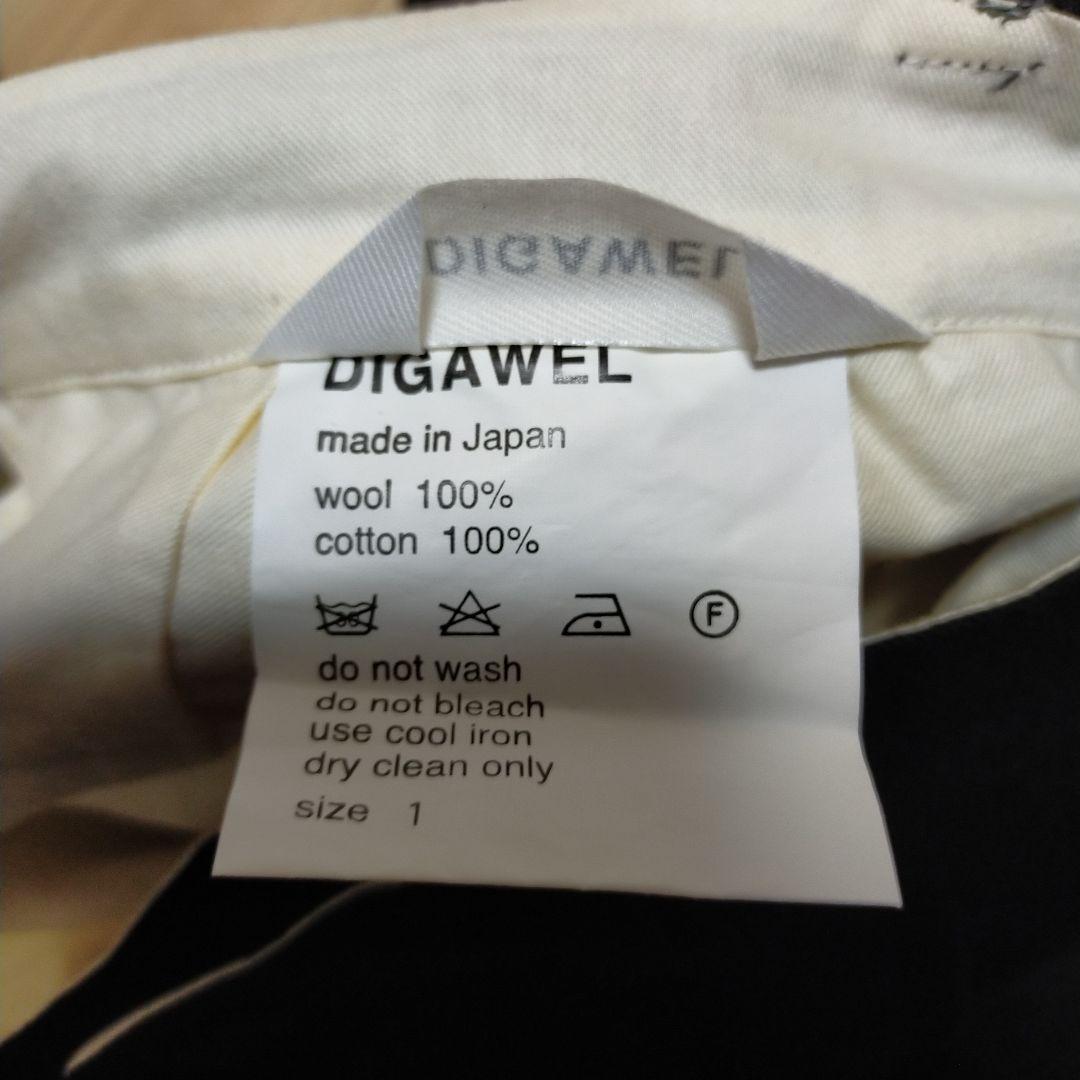 DIGAWEL
DIGAWEL
made in Japan
wool 100%
cotton 100%
F
do not wash
do not bleach
use cool iron
dry clean only
size 1